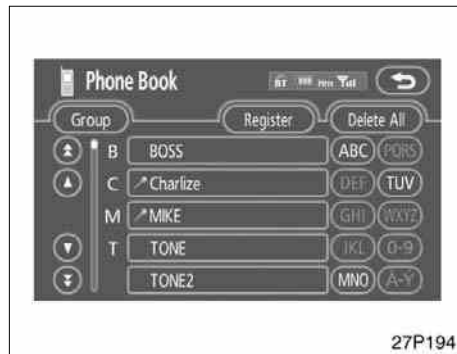 Phone Book
BT
Group Register Delete All
B BOSS ABC PQRS
C Charlize DEF TUV
M MIKE GHI WXYZ
T TONE JKL 0-9
TONE2 MNO Á-Ý
27P194